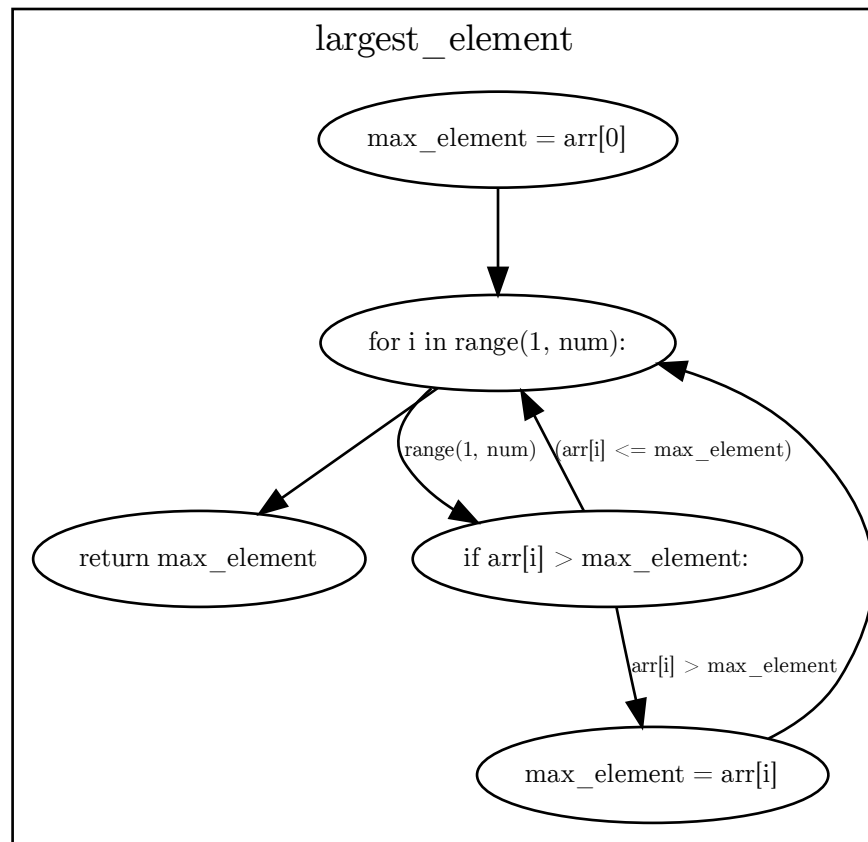 largest_element
max_element = arr[0]
for i in range(1, num):
range(1, num)
(arr[i] <= max_element)
return max_element
if arr[i] > max_element:
arr[i] > max_element
max_element = arr[i]